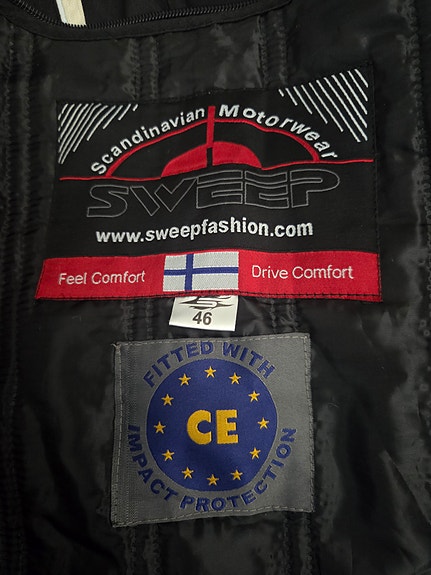 Scandinavian Motorwear
SWEEP
www.sweepfashion.com
Feel Comfort Drive Comfort
46
FITTED WITH
CE
IMPACT PROTECTION